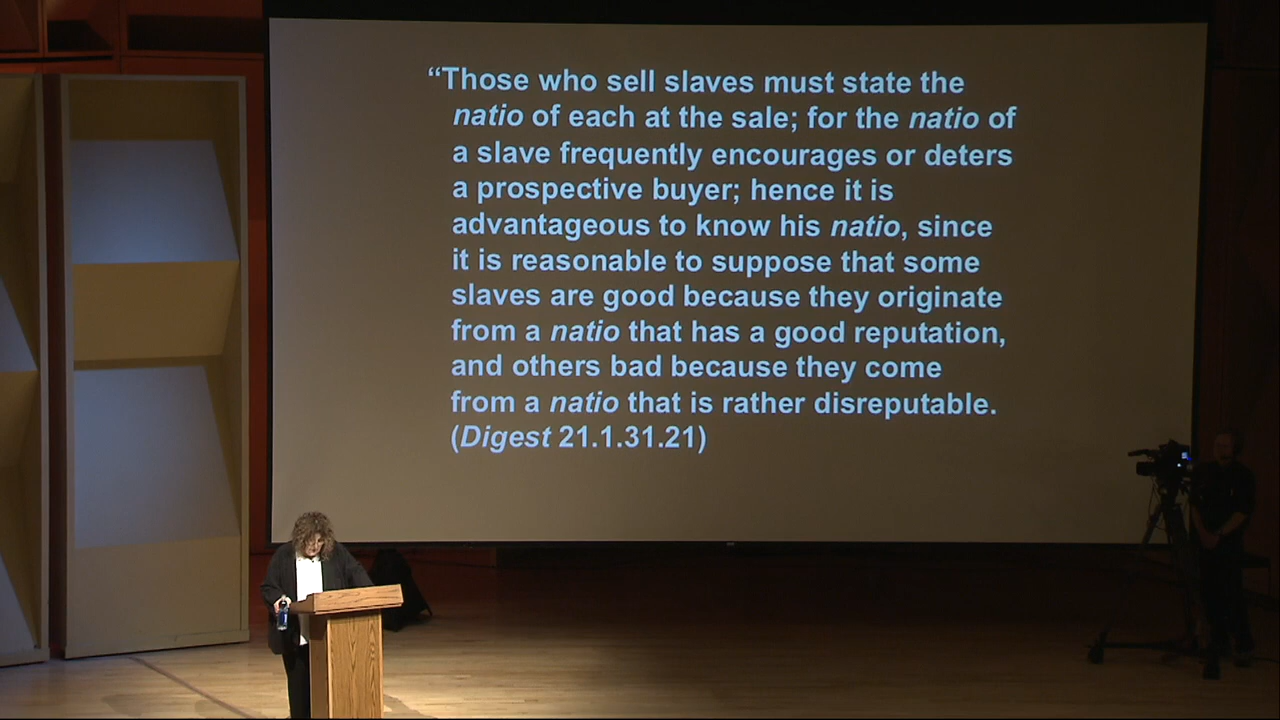 “Those who sell slaves must state the
natio of each at the sale; for the natio of
a slave frequently encourages or deters
a prospective buyer; hence it is
advantageous to know his natio, since
it is reasonable to suppose that some
slaves are good because they originate
from a natio that has a good reputation,
and others bad because they come
from a natio that is rather disreputable.
(Digest 21.1.31.21)